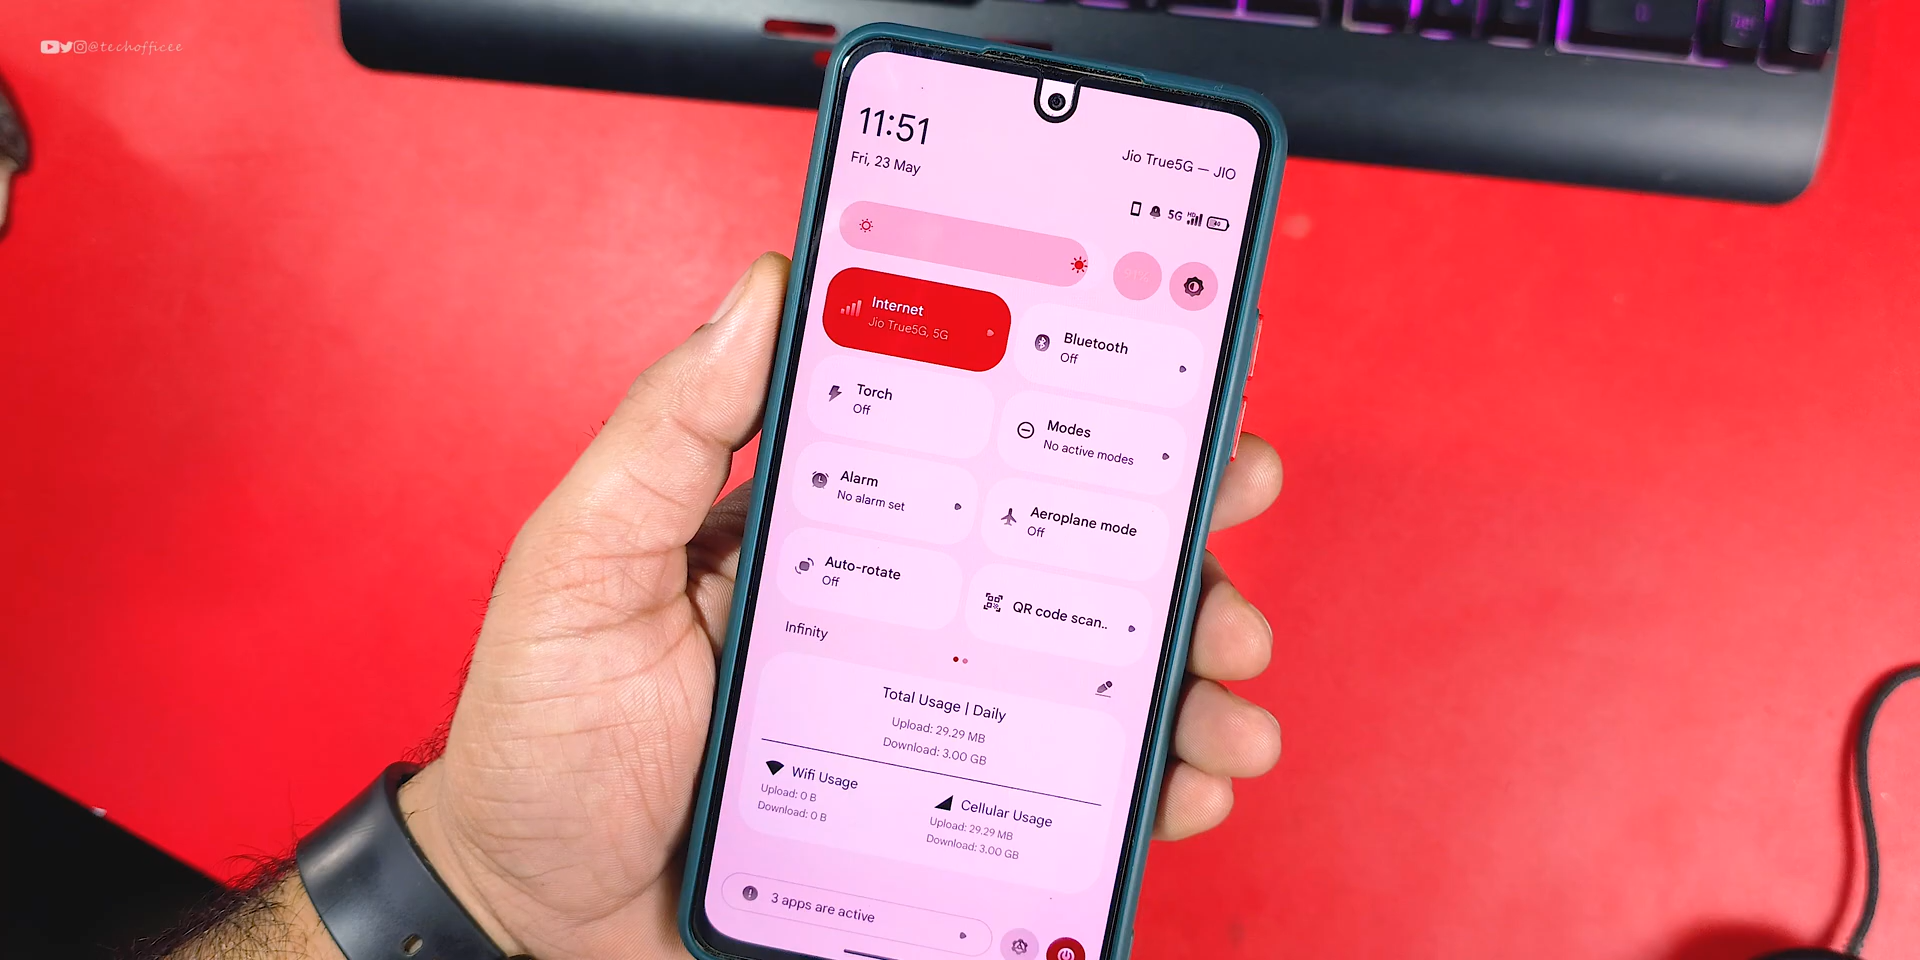 @techofficee
11:51
Fri, 23 May
Jio True5G — JIO
5G HD
Internet
Jio True5G, 5G
Bluetooth
Off
Torch
Off
Modes
No active modes
Alarm
No alarm set
Aeroplane mode
Off
Auto-rotate
Off
QR code scan..
Infinity
Total Usage | Daily
Upload: 29.29 MB
Download: 3.00 GB
Wifi Usage
Upload: 0 B
Download: 0 B
Cellular Usage
Upload: 29.29 MB
Download: 3.00 GB
3 apps are active